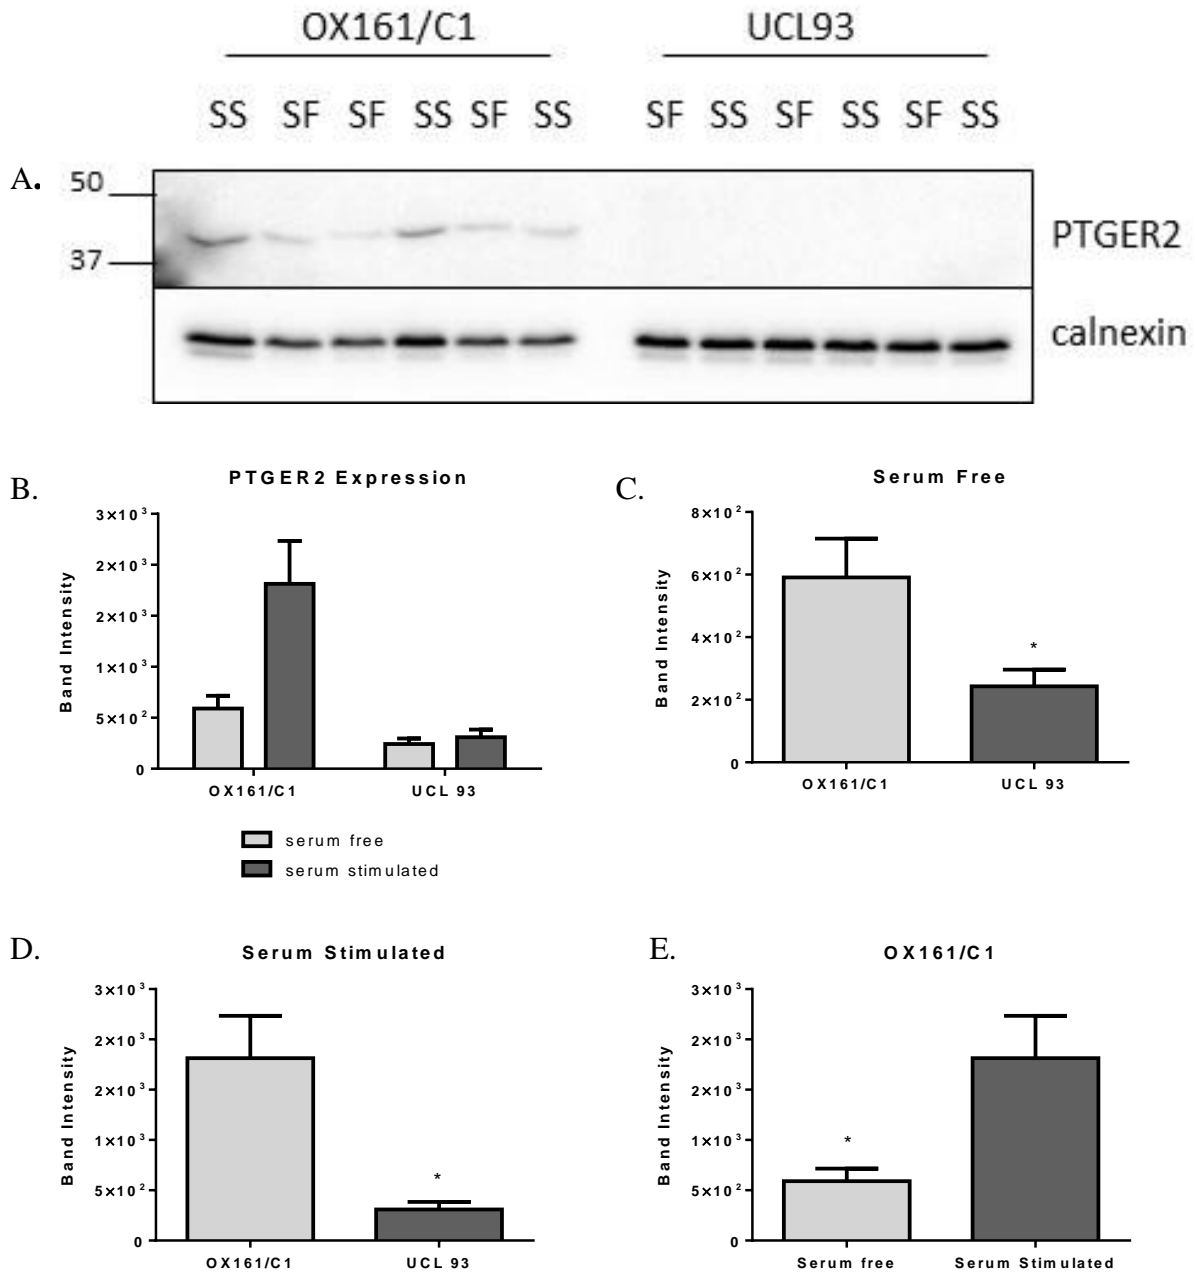 OX161/C1 UCL93
SS SF SF SS SF SS SF SS SF SS SF SS
A.
50
37
PTGER2
calnexin
B.
PTGER2 Expression
Band Intensity
3×10³
2×10³
2×10³
1×10³
5×10²
0
OX161/C1 UCL 93
serum free
serum stimulated
C.
Serum Free
Band Intensity
8×10²
6×10²
4×10²
2×10²
0
*
OX161/C1 UCL 93
D.
Serum Stimulated
Band Intensity
3×10³
2×10³
2×10³
1×10³
5×10²
0
*
OX161/C1 UCL 93
E.
OX161/C1
Band Intensity
3×10³
2×10³
2×10³
1×10³
5×10²
0
*
Serum free Serum Stimulated